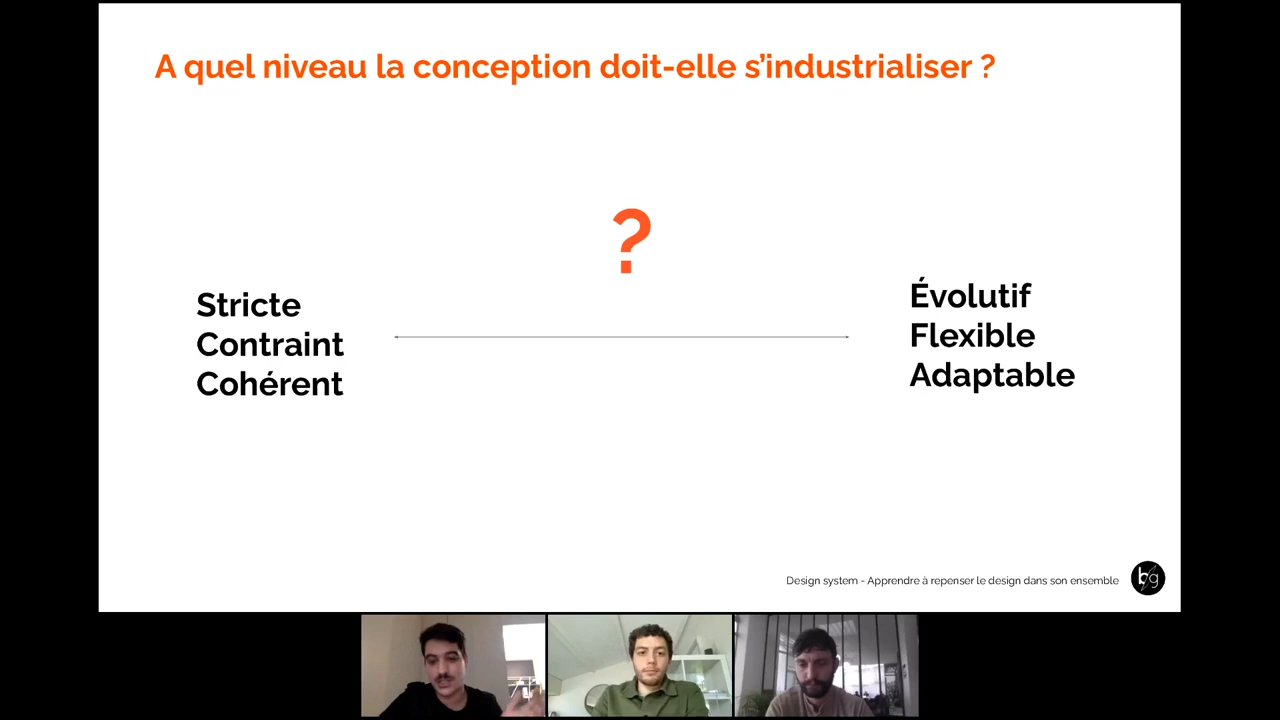 A quel niveau la conception doit-elle s’industrialiser ?
?
Stricte
Contraint
Cohérent
Évolutif
Flexible
Adaptable
Design system - Apprendre à repenser le design dans son ensemble
bg